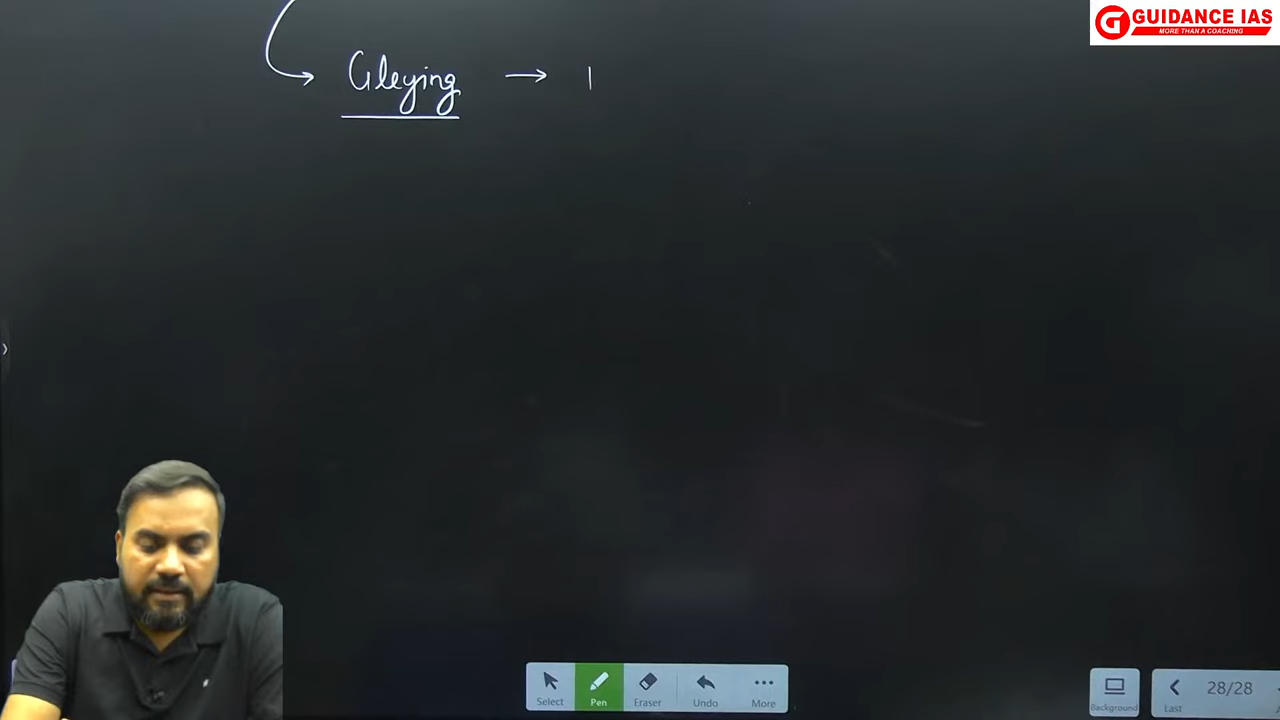 GUIDANCE IAS
MORE THAN A COACHING
Gleying → I
Select
Pen
Eraser
Undo
More
Background
Last
28/28